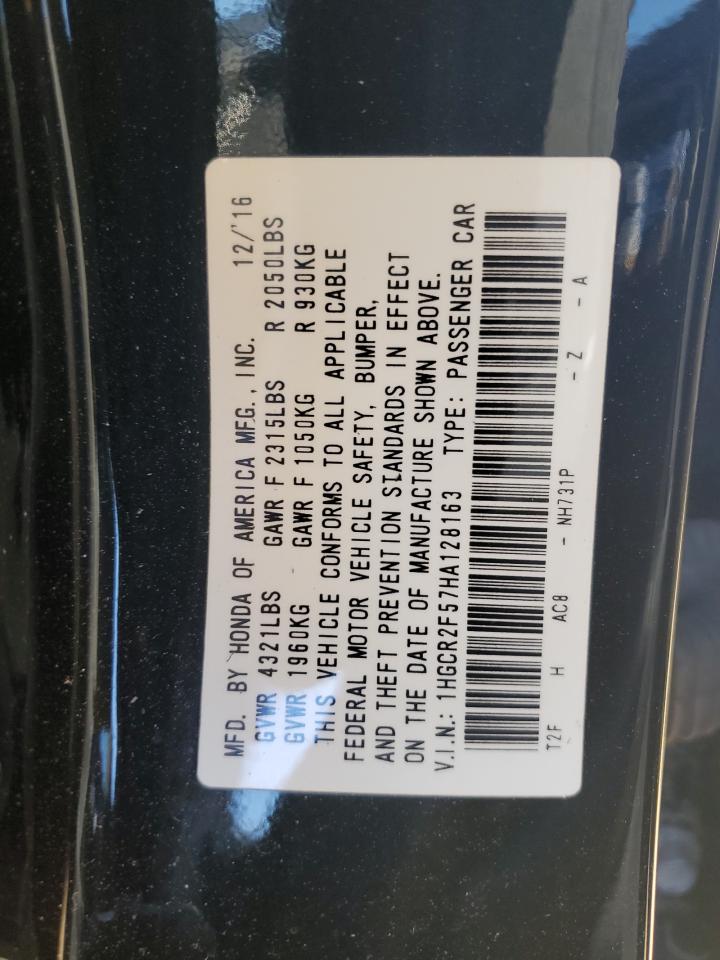 MFD. BY HONDA OF AMERICA MFG., INC. 12/'16
GVWR 4321LBS GAWR F 2315LBS R 2050LBS
GVWR 1960KG GAWR F 1050KG R 930KG
THIS VEHICLE CONFORMS TO ALL APPLICABLE
FEDERAL MOTOR VEHICLE SAFETY, BUMPER,
AND THEFT PREVENTION STANDARDS IN EFFECT
ON THE DATE OF MANUFACTURE SHOWN ABOVE.
V.I.N.: 1HGCR2F57HA128163 TYPE: PASSENGER CAR
T2F H AC8 - NH731P - Z - A